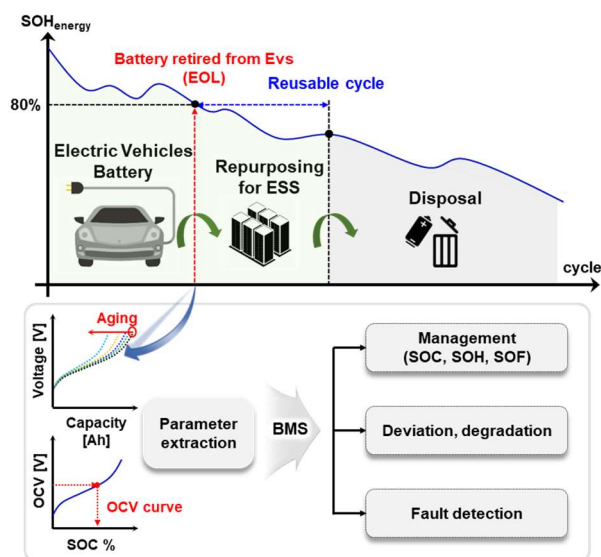 SOHenergy
Battery retired from Evs
(EOL)
Reusable cycle
80%
Electric Vehicles
Battery
Repurposing
for ESS
Disposal
cycle
Aging
Voltage [V]
Capacity
[Ah]
OCV [V]
OCV curve
SOC %
Parameter
extraction
BMS
Management
(SOC, SOH, SOF)
Deviation, degradation
Fault detection